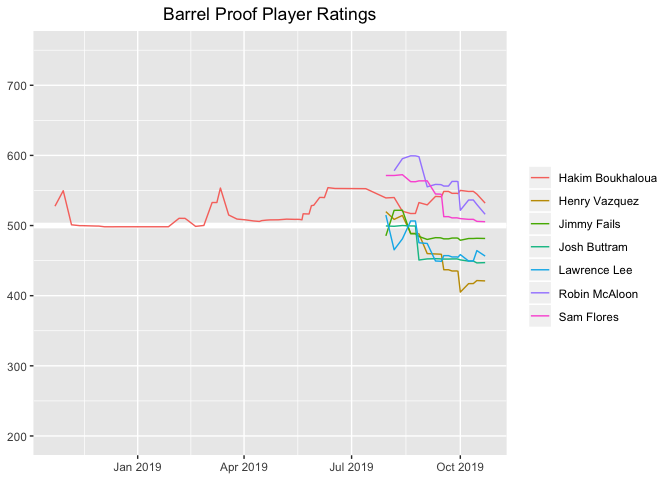 Barrel Proof Player Ratings
700
600
500
400
300
200
Jan 2019
Apr 2019
Jul 2019
Oct 2019
Hakim Boukhaloua
Henry Vazquez
Jimmy Fails
Josh Buttram
Lawrence Lee
Robin McAloon
Sam Flores